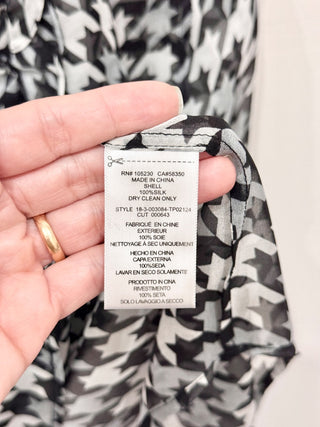 RN# 105230 CA#58350
MADE IN CHINA
SHELL
100%SILK
DRY CLEAN ONLY
STYLE 18-3-003084-TP02124
CUT 000643
FABRIQUÉ EN CHINE
EXTERIEUR
100% SOIE
NETTOYAGE À SEC UNIQUEMENT
HECHO EN CHINA
CAPA EXTERNA
100%SEDA
LAVAR EN SECO SOLAMENTE
PRODOTTO IN CINA
RIVESTIMENTO
100% SETA
SOLO LAVAGGIO A SECCO